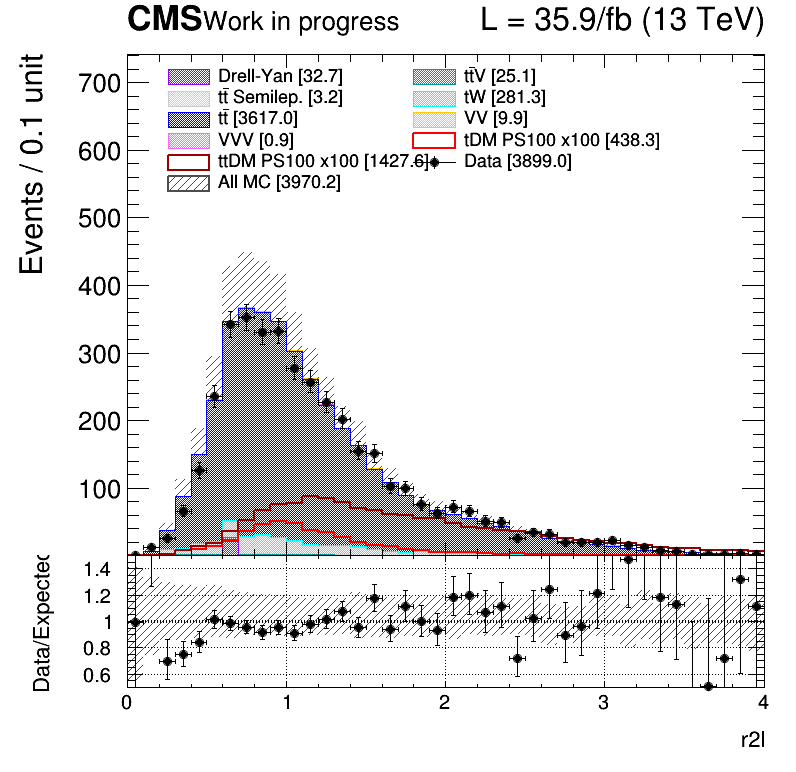 CMS Work in progress L = 35.9/fb (13 TeV)
Events / 0.1 unit
700
600
500
400
300
200
100
Drell-Yan [32.7] tt̄V [25.1]
tt̄ Semilep. [3.2] tW [281.3]
tt̄ [3617.0] VV [9.9]
VVV [0.9] tDM PS100 x100 [438.3]
ttDM PS100 x100 [1427.6] Data [3899.0]
All MC [3970.2]
Data/Expected
1.4
1.2
1
0.8
0.6
0 1 2 3 4
r2l